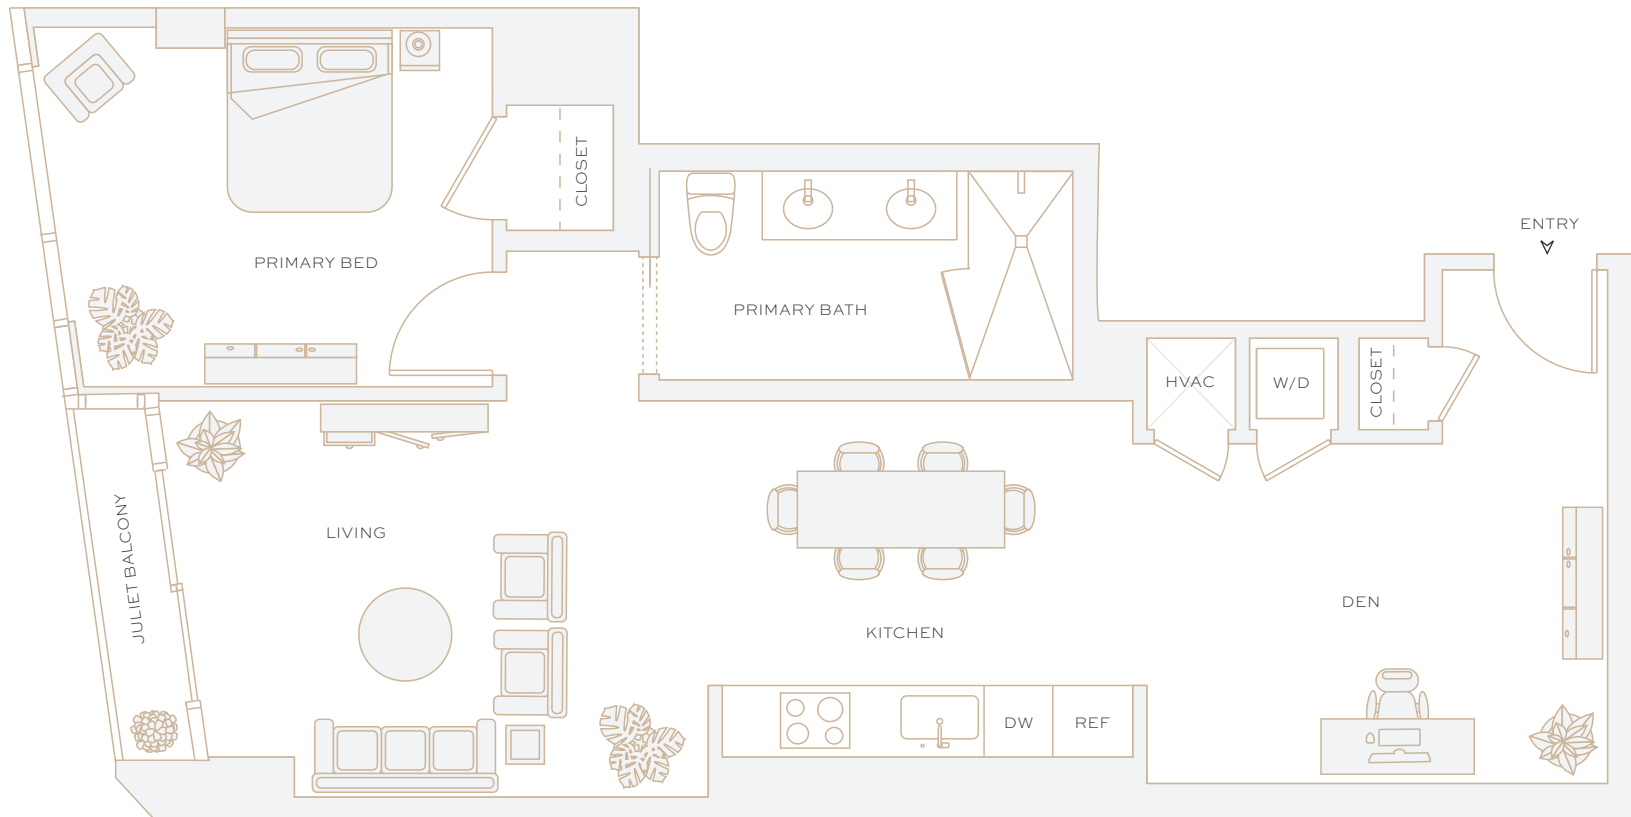 CLOSET
ENTRY
PRIMARY BED
PRIMARY BATH
HVAC
W/D
CLOSET
JULIET BALCONY
LIVING
DEN
KITCHEN
DW
REF